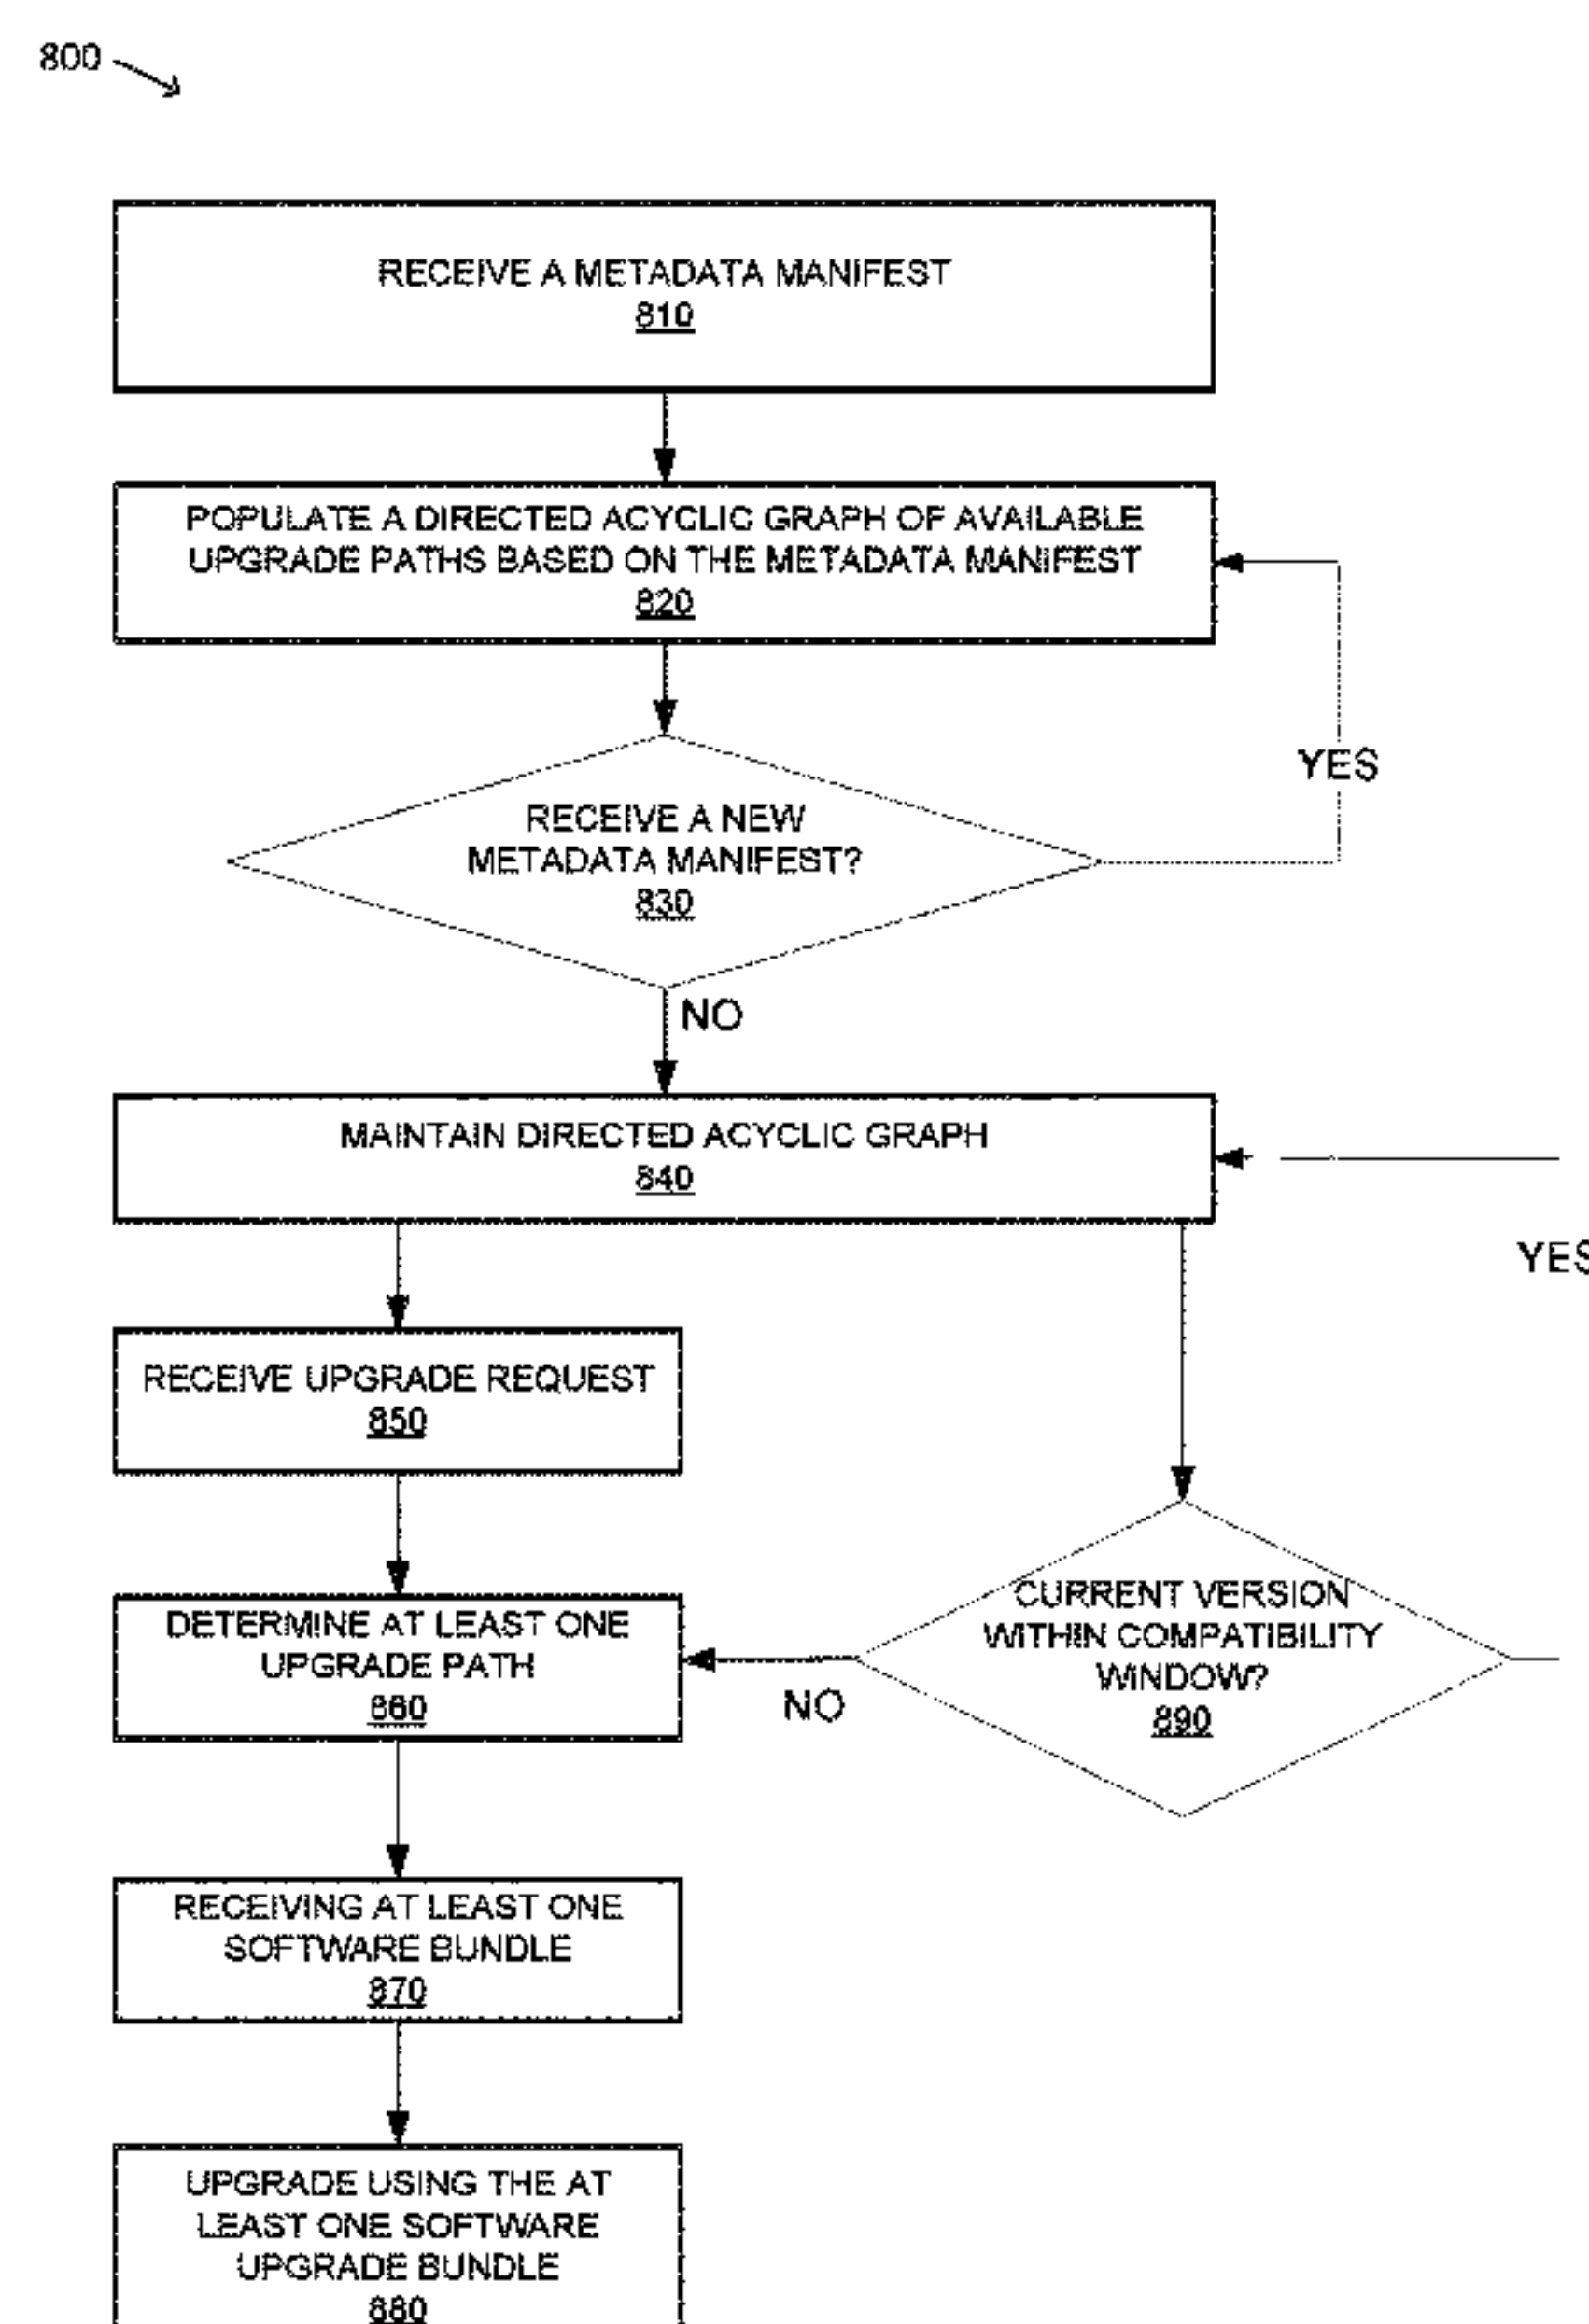 800
RECEIVE A METADATA MANIFEST
810
POPULATE A DIRECTED ACYCLIC GRAPH OF AVAILABLE
UPGRADE PATHS BASED ON THE METADATA MANIFEST
820
YES
RECEIVE A NEW
METADATA MANIFEST?
830
NO
MAINTAIN DIRECTED ACYCLIC GRAPH
840
YES
RECEIVE UPGRADE REQUEST
850
CURRENT VERSION
WITHIN COMPATIBILITY
WINDOW?
890
NO
DETERMINE AT LEAST ONE
UPGRADE PATH
860
RECEIVING AT LEAST ONE
SOFTWARE BUNDLE
870
UPGRADE USING THE AT
LEAST ONE SOFTWARE
UPGRADE BUNDLE
880